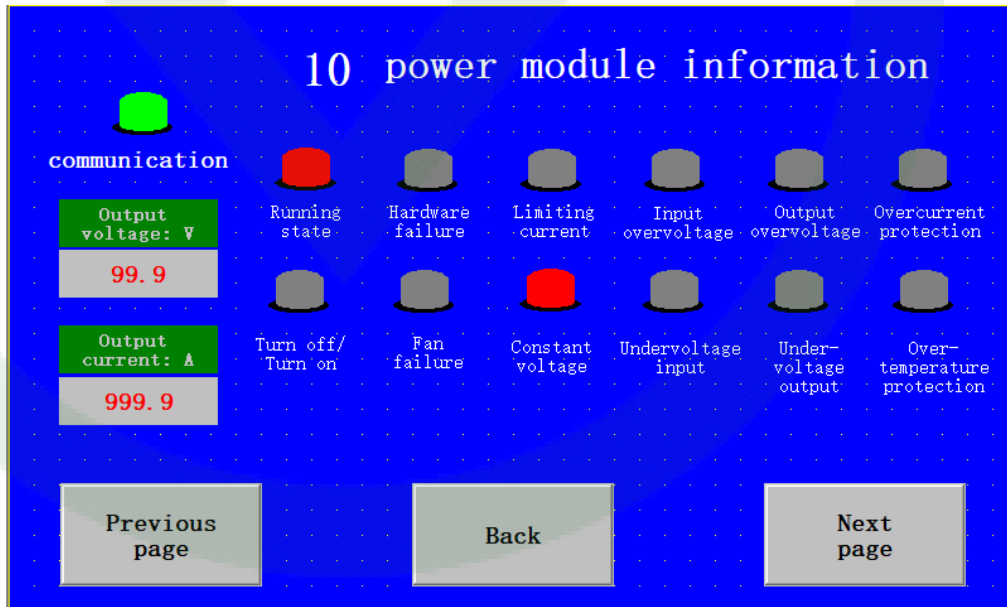 10 power module information
communication
Output
voltage: V
99.9
Output
current: A
999.9
Running
state
Hardware
failure
Limiting
current
Input
overvoltage
Output
overvoltage
Overcurrent
protection
Turn off/
Turn on
Fan
failure
Constant
voltage
Undervoltage
input
Under-
voltage
output
Over-
temperature
protection
Previous
page
Back
Next
page